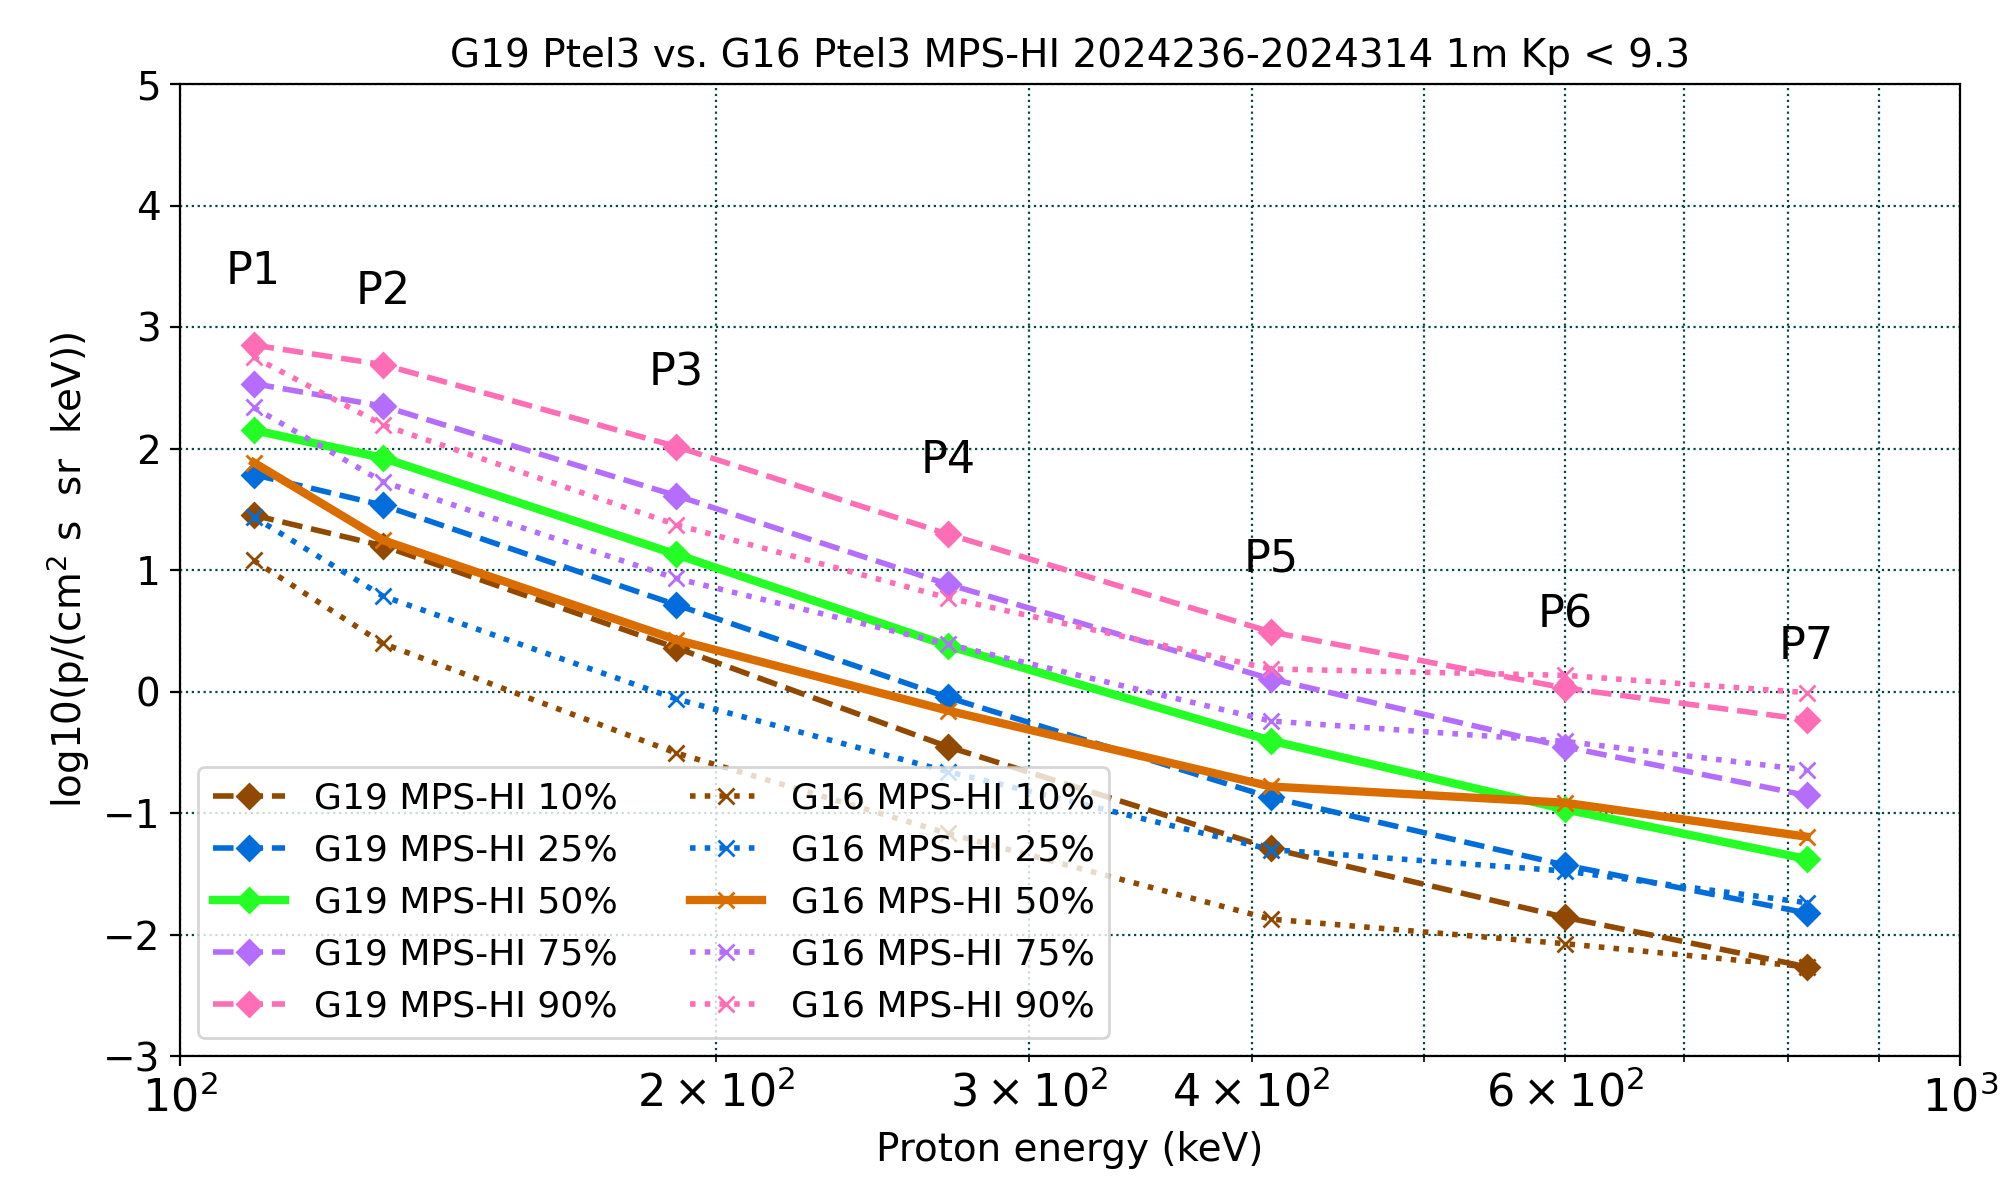 G19 Ptel3 vs. G16 Ptel3 MPS-HI 2024236-2024314 1m Kp < 9.3
5
4
3
2
1
0
−1
−2
−3
log10(p/(cm² s sr keV))
P1
P2
P3
P4
P5
P6
P7
G19 MPS-HI 10%
G19 MPS-HI 25%
G19 MPS-HI 50%
G19 MPS-HI 75%
G19 MPS-HI 90%
G16 MPS-HI 10%
G16 MPS-HI 25%
G16 MPS-HI 50%
G16 MPS-HI 75%
G16 MPS-HI 90%
10² 2 × 10² 3 × 10² 4 × 10² 6 × 10² 10³
Proton energy (keV)